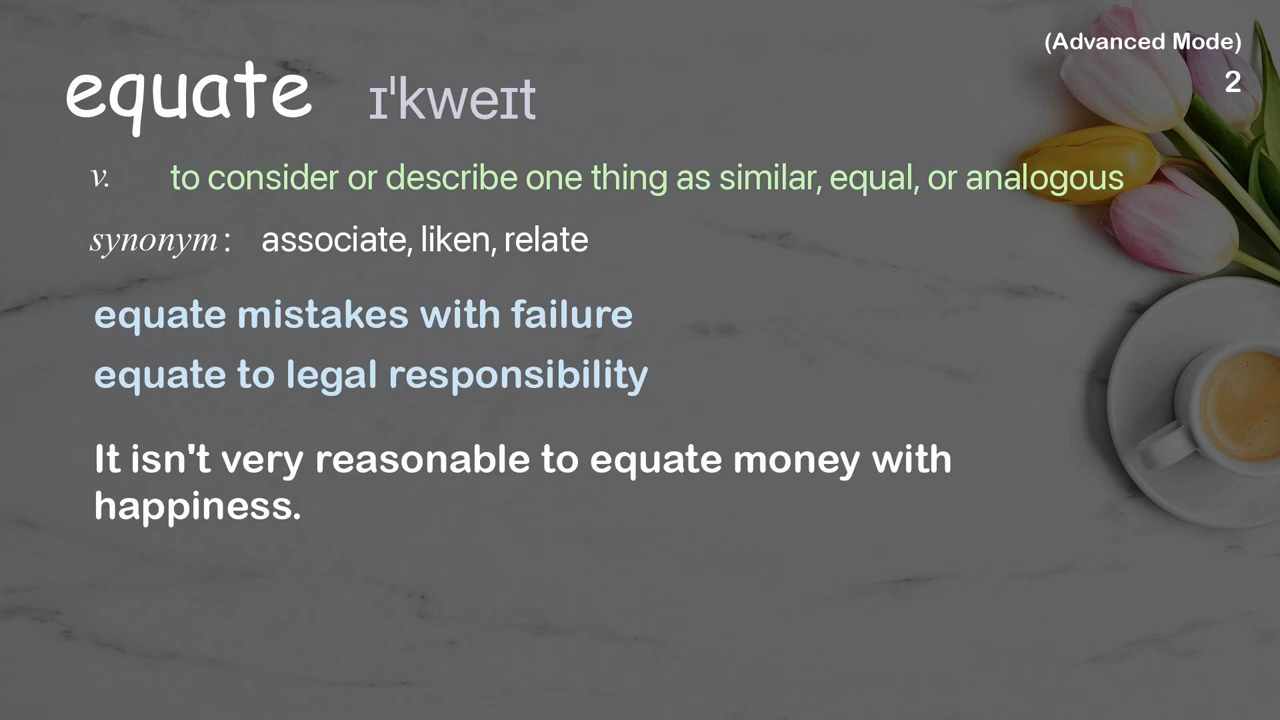 (Advanced Mode)
2
equate ɪˈkweɪt
v. to consider or describe one thing as similar, equal, or analogous
synonym: associate, liken, relate
equate mistakes with failure
equate to legal responsibility
It isn't very reasonable to equate money with
happiness.